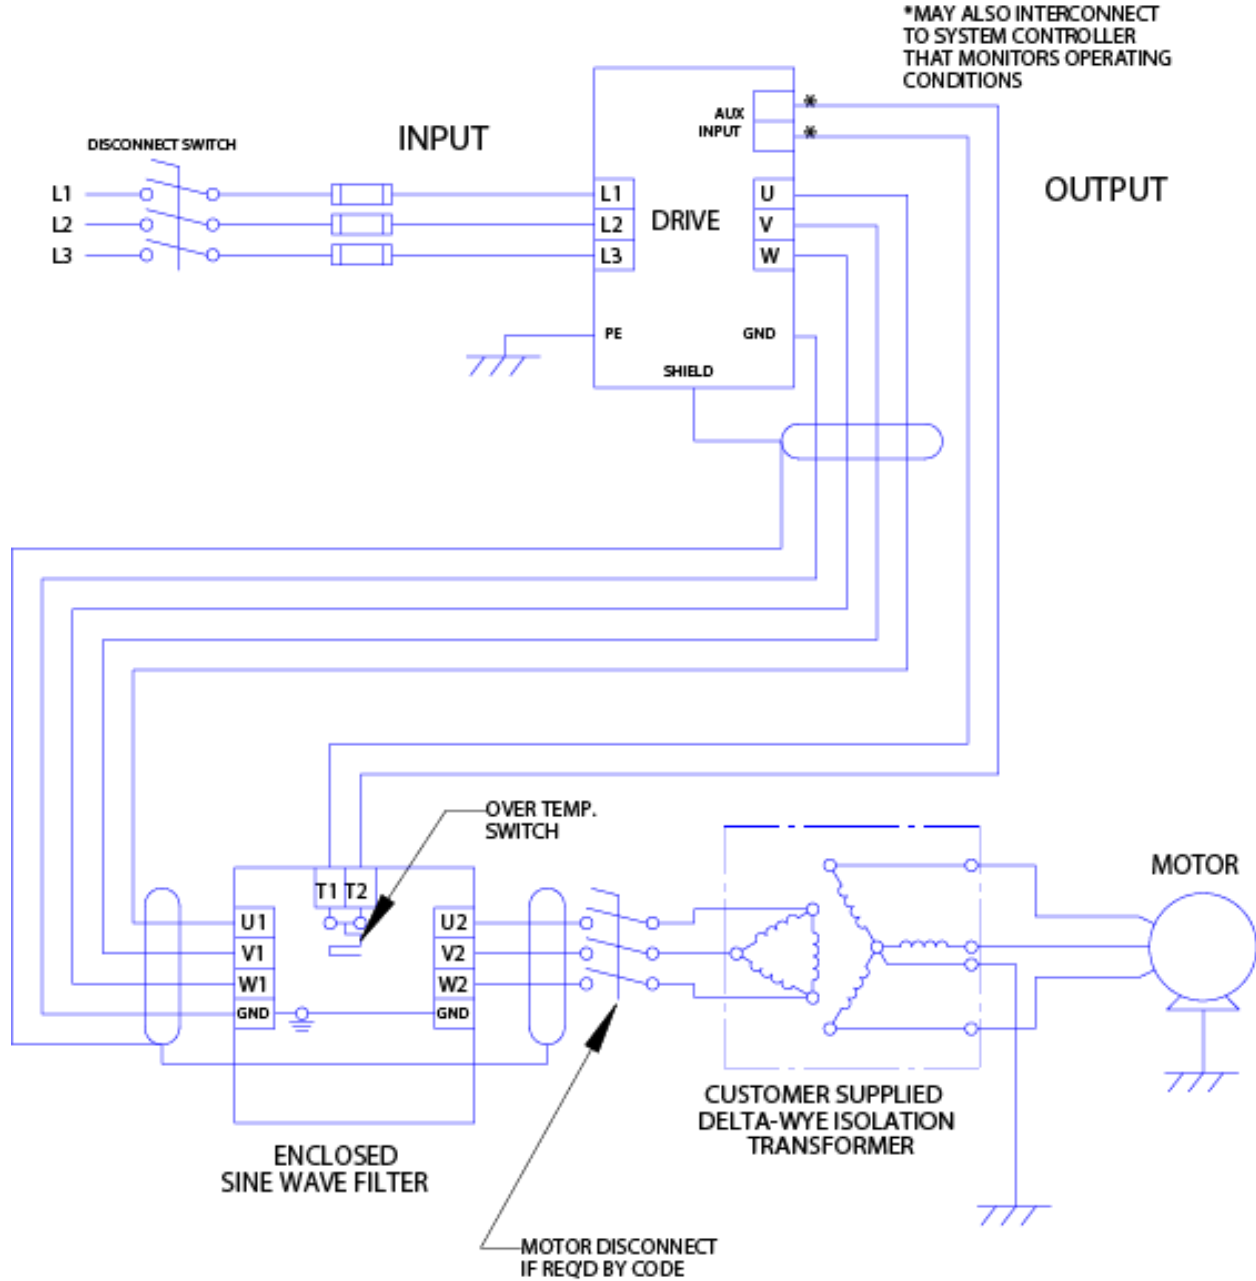 *MAY ALSO INTERCONNECT
TO SYSTEM CONTROLLER
THAT MONITORS OPERATING
CONDITIONS
INPUT
DISCONNECT SWITCH
OUTPUT
AUX
INPUT
*
*
L1
L2
L3
L1
L2
L3
DRIVE
U
V
W
PE
GND
SHIELD
OVER TEMP.
SWITCH
T1 T2
U1
V1
W1
GND
U2
V2
W2
GND
MOTOR
ENCLOSED
SINE WAVE FILTER
CUSTOMER SUPPLIED
DELTA-WYE ISOLATION
TRANSFORMER
MOTOR DISCONNECT
IF REQ'D BY CODE